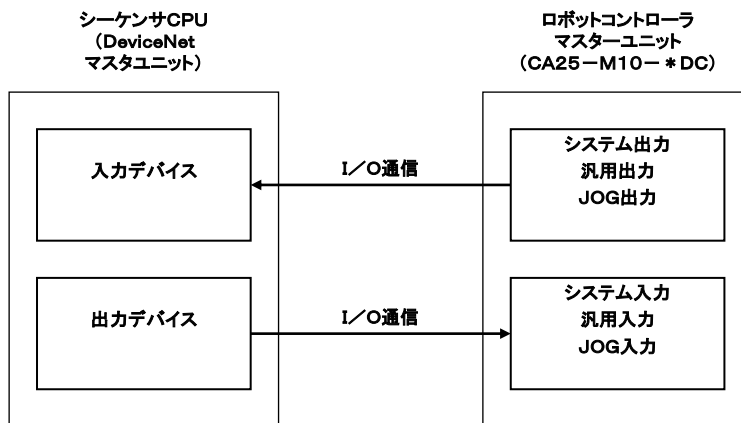 シーケンサCPU
（DeviceNet
マスタユニット）
ロボットコントローラ
マスターユニット
（CA25－M10－＊DC）
入力デバイス
I／O通信
システム出力
汎用出力
JOG出力
出力デバイス
I／O通信
システム入力
汎用入力
JOG入力